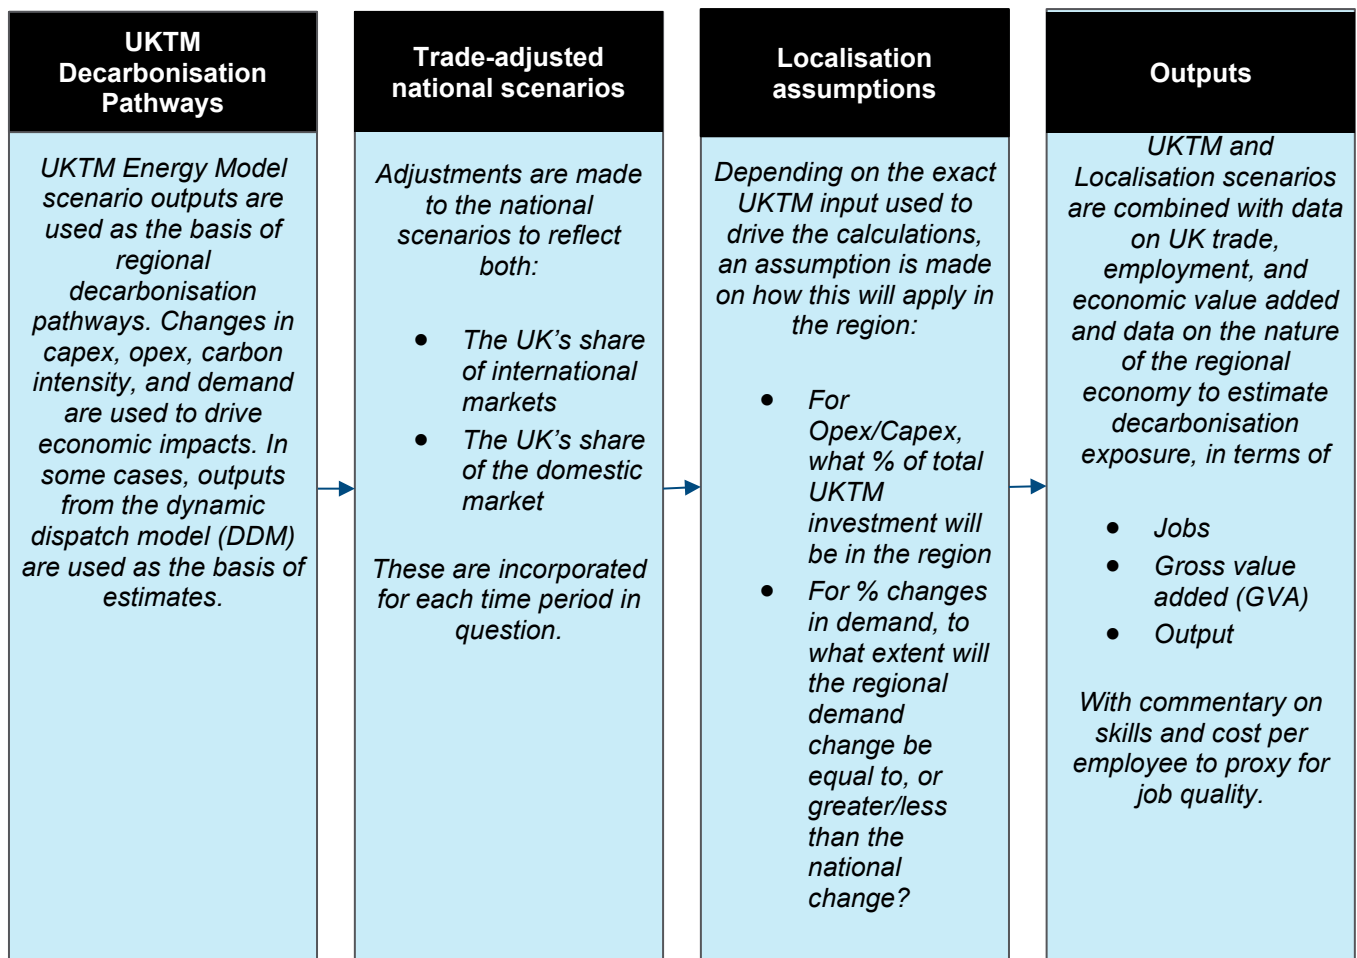 UKTM
Decarbonisation
Pathways
UKTM Energy Model
scenario outputs are
used as the basis of
regional
decarbonisation
pathways. Changes in
capex, opex, carbon
intensity, and demand
are used to drive
economic impacts. In
some cases, outputs
from the dynamic
dispatch model (DDM)
are used as the basis of
estimates.
Trade-adjusted
national scenarios
Adjustments are made
to the national
scenarios to reflect
both:
● The UK’s share
of international
markets
● The UK’s share
of the domestic
market
These are incorporated
for each time period in
question.
Localisation
assumptions
Depending on the exact
UKTM input used to
drive the calculations,
an assumption is made
on how this will apply in
the region:
● For
Opex/Capex,
what % of total
UKTM
investment will
be in the region
● For % changes
in demand, to
what extent will
the regional
demand
change be
equal to, or
greater/less
than the
national
change?
Outputs
UKTM and
Localisation scenarios
are combined with data
on UK trade,
employment, and
economic value added
and data on the nature
of the regional
economy to estimate
decarbonisation
exposure, in terms of
● Jobs
● Gross value
added (GVA)
● Output
With commentary on
skills and cost per
employee to proxy for
job quality.